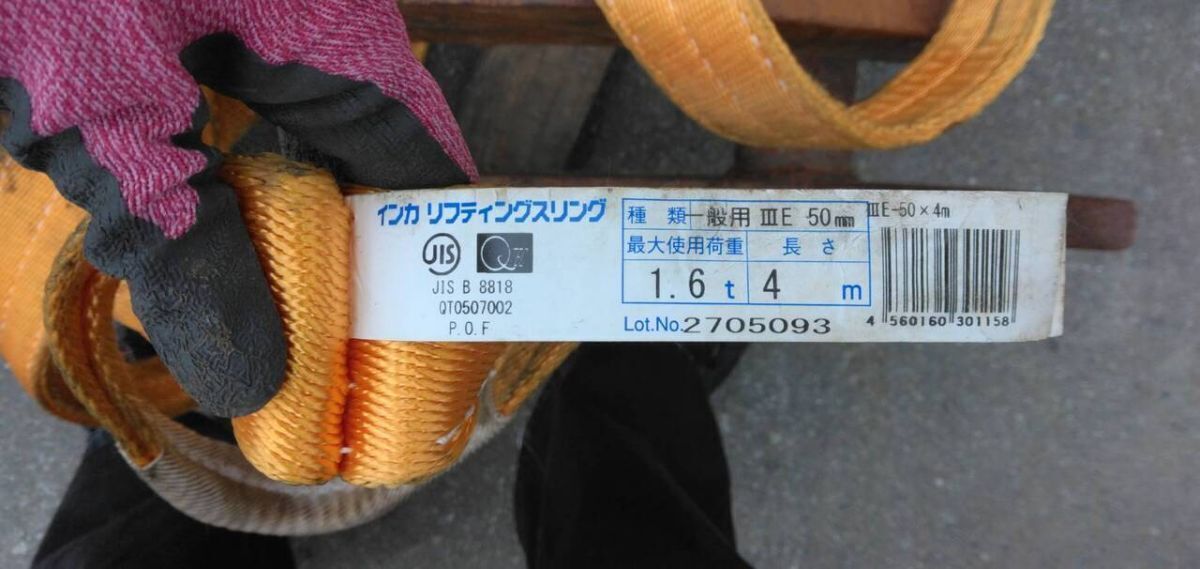 インカ リフティングスリング
JIS Q
JIS B 8818
QT0507002
P.O.F
種 類 一般用 ⅢE 50mm
最大使用荷重 長 さ
1.6 t 4 m
Lot.No.2705093
ⅢE-50×4m
4 560160 301158